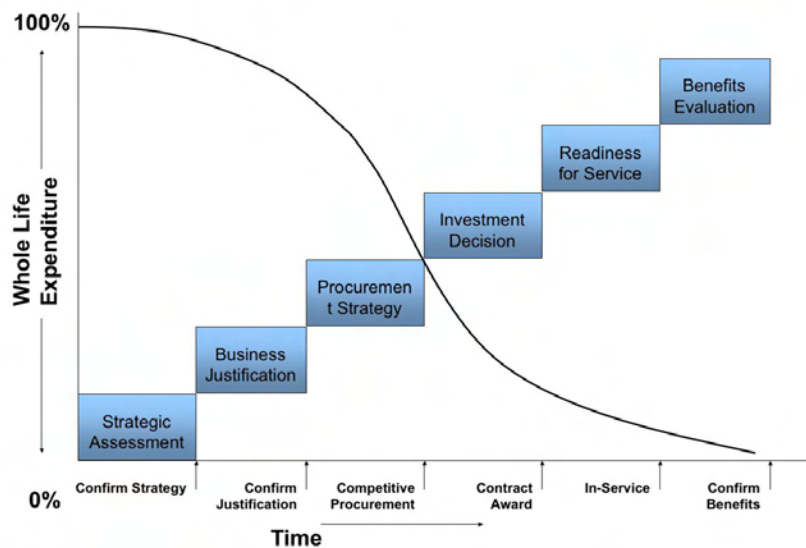 100%
Whole Life
Expenditure
0%
Benefits
Evaluation
Readiness
for Service
Investment
Decision
Procuremen
t Strategy
Business
Justification
Strategic
Assessment
Confirm Strategy
Confirm
Justification
Competitive
Procurement
Contract
Award
In-Service
Confirm
Benefits
Time